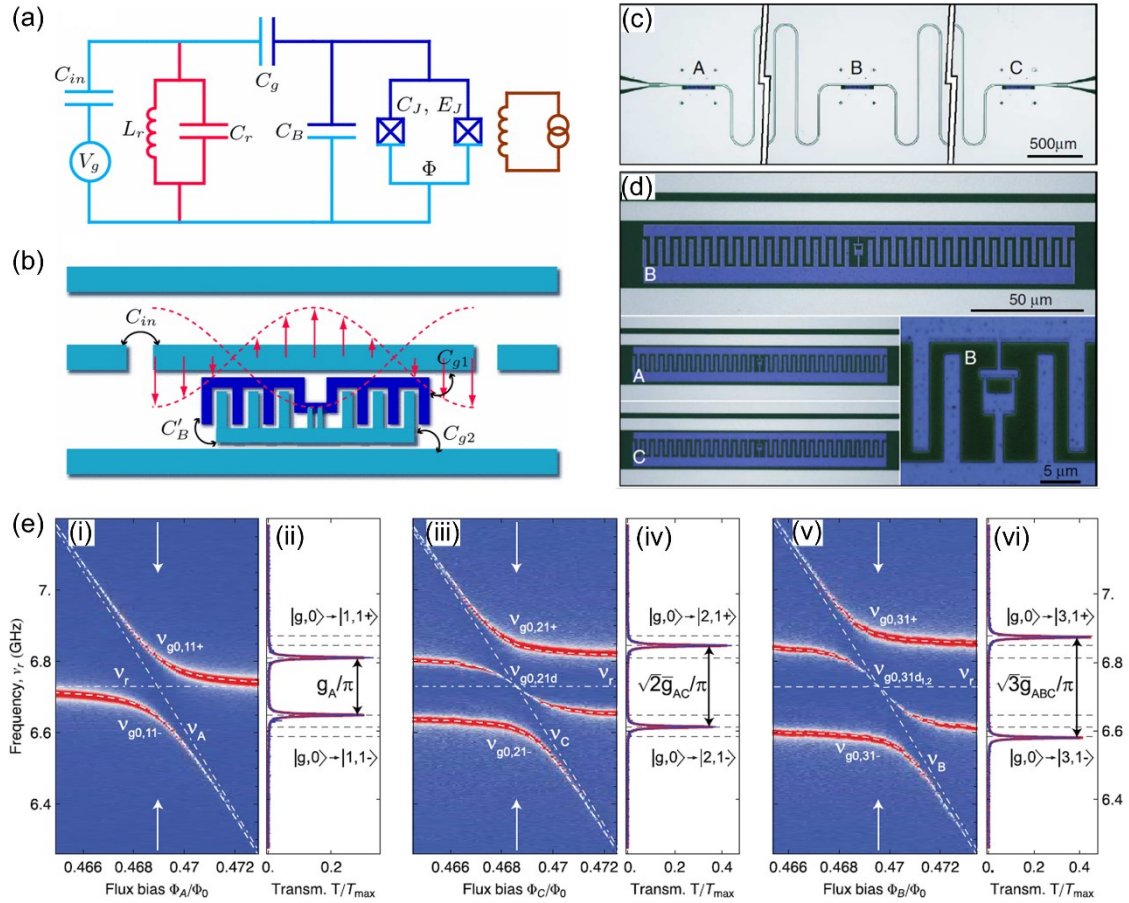 (a)
C_in
V_g
L_r
C_r
C_g
C_B
C_J, E_J
Φ
(b)
C_in
C_g1
C'_B
C_g2
(c)
A
B
C
500μm
(d)
B
50 μm
A
C
B
5 μm
(e)
(i)
Frequency, ν_r (GHz)
7.
6.8
6.6
6.4
ν_g0,11+
ν_r
ν_g0,11-
ν_A
0.466 0.468 0.47 0.472
Flux bias Φ_A/Φ_0
(ii)
|g,0⟩→|1,1+⟩
g_A/π
|g,0⟩→|1,1-⟩
0. 0.2
Transm. T/T_max
(iii)
ν_g0,21+
ν_g0,21d
ν_r
ν_C
ν_g0,21-
0.466 0.468 0.47 0.472
Flux bias Φ_C/Φ_0
(iv)
|g,0⟩→|2,1+⟩
√2g̅_AC/π
|g,0⟩→|2,1-⟩
0. 0.2 0.4
Transm. T/T_max
(v)
ν_g0,31+
ν_g0,31d_1,2
ν_r
ν_g0,31-
ν_B
0.466 0.468 0.47 0.472
Flux bias Φ_B/Φ_0
(vi)
|g,0⟩→|3,1+⟩
√3g̅_ABC/π
|g,0⟩→|3,1-⟩
7.
6.8
6.6
6.4
0. 0.2 0.4
Transm. T/T_max